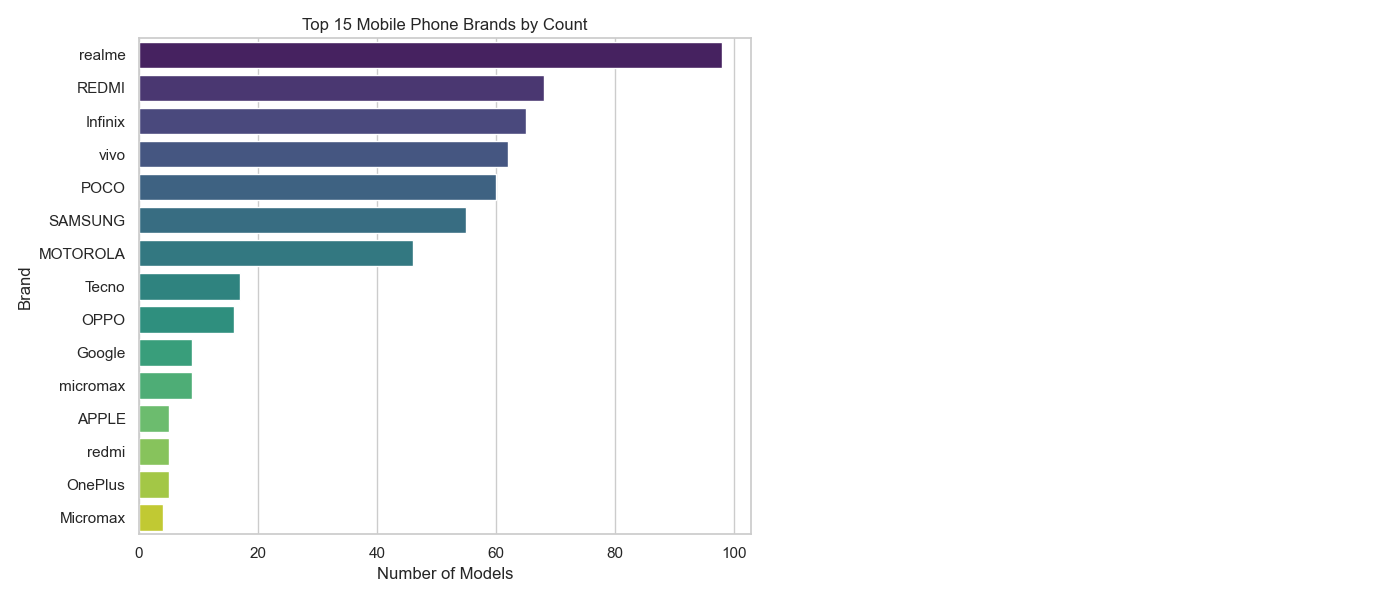 Top 15 Mobile Phone Brands by Count
realme
REDMI
Infinix
vivo
POCO
SAMSUNG
MOTOROLA
Tecno
OPPO
Google
micromax
APPLE
redmi
OnePlus
Micromax
Brand
0 20 40 60 80 100
Number of Models